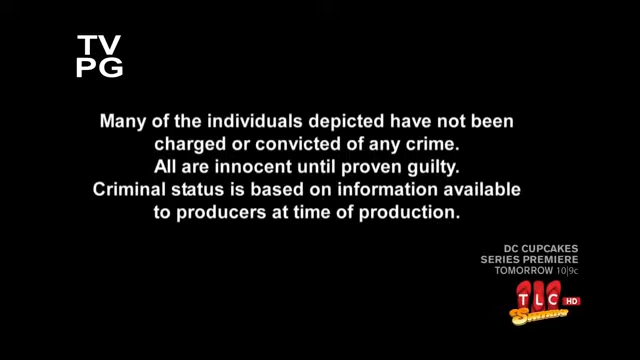 TV
PG
Many of the individuals depicted have not been
charged or convicted of any crime.
All are innocent until proven guilty.
Criminal status is based on information available
to producers at time of production.
DC CUPCAKES
SERIES PREMIERE
TOMORROW 10|9c
TLC HD